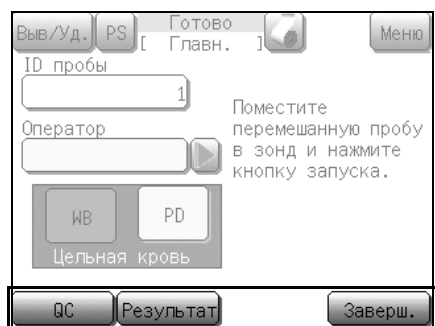 Выв/Уд. PS Готово Меню
[ Главн. ]
ID пробы
1
Поместите
Оператор перемешанную пробу
в зонд и нажмите
кнопку запуска.
WB PD
Цельная кровь
QC Результат Заверш.